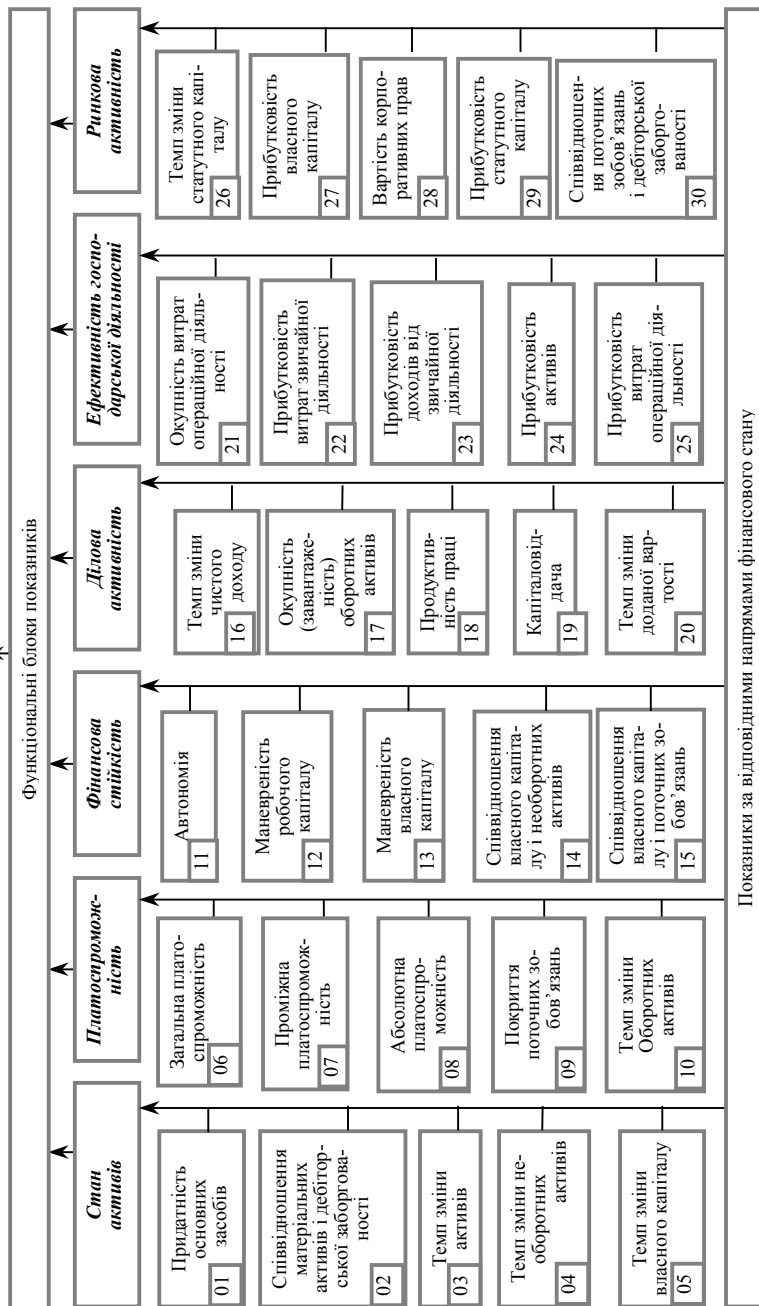 Функціональні блоки показників
Стан
активів
Придатність
основних
засобів
01
Співвідношення
матеріальних
активів і дебітор-
ської заборгова-
ності
02
Темп зміни
активів
03
Темп зміни не-
оборотних
активів
04
Темп зміни
власного капіталу
05
Платоспромож-
ність
Загальна плато-
спроможність
06
Проміжна
платоспромож-
ність
07
Абсолютна
платоспро-
можність
08
Покриття
поточних зо-
бов’язань
09
Темп зміни
Оборотних
активів
10
Фінансова
стійкість
Автономія
11
Маневреність
робочого
капіталу
12
Маневреність
власного
капіталу
13
Співвідношення
власного капіта-
лу і необоротних
активів
14
Співвідношення
власного капіта-
лу і поточних зо-
бов’язань
15
Ділова
активність
Темп зміни
чистого
доходу
16
Окупність
(завантаже-
ність)
оборотних
активів
17
Продуктив-
ність праці
18
Капіталовід-
дача
19
Темп зміни
доданої вар-
тості
20
Ефективність госпо-
дарської діяльності
Окупність витрат
операційної діяль-
ності
21
Прибутковість
витрат звичайної
діяльності
22
Прибутковість
доходів від
звичайної
діяльності
23
Прибутковість
активів
24
Прибутковість
витрат
операційної дія-
льності
25
Ринкова
активність
Темп зміни
статутного капі-
талу
26
Прибутковість
власного
капіталу
27
Вартість корпо-
ративних прав
28
Прибутковість
статутного
капіталу
29
Співвідношен-
ня поточних
зобов’язань
і дебіторської
заборго-
ваності
30
Показники за відповідними напрямами фінансового стану